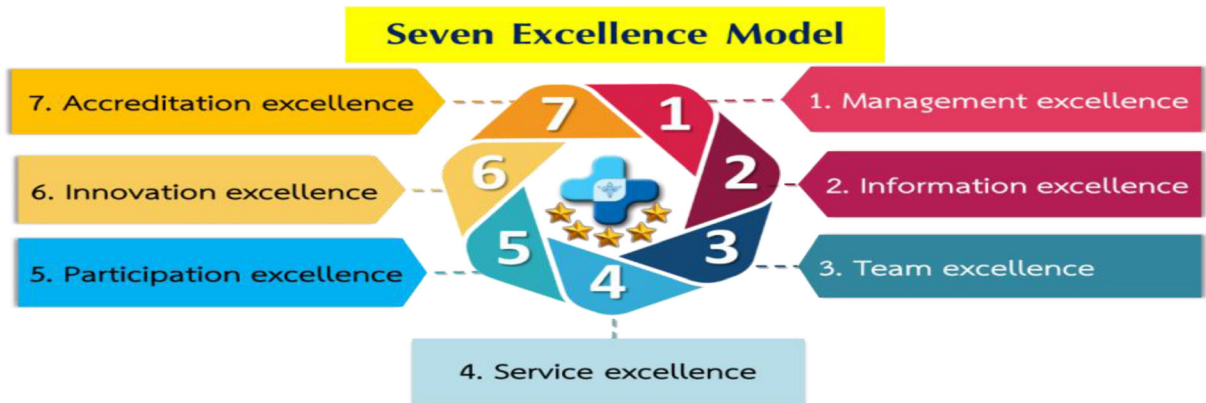 Seven Excellence Model
7. Accreditation excellence
1. Management excellence
6. Innovation excellence
2. Information excellence
5. Participation excellence
3. Team excellence
4. Service excellence
7
1
6
2
5
3
4